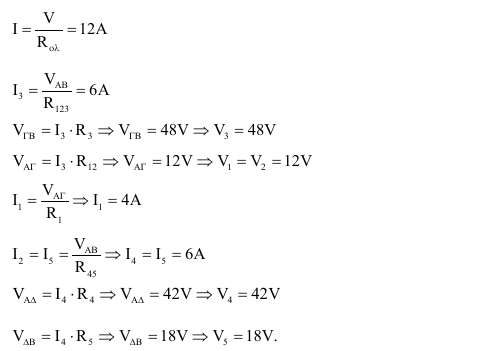 I = V / R_ολ = 12A
I_3 = V_AB / R_123 = 6A
V_ΓB = I_3 · R_3 ⇒ V_ΓB = 48V ⇒ V_3 = 48V
V_AΓ = I_3 · R_12 ⇒ V_AΓ = 12V ⇒ V_1 = V_2 = 12V
I_1 = V_AΓ / R_1 ⇒ I_1 = 4A
I_2 = I_5 = V_AB / R_45 ⇒ I_4 = I_5 = 6A
V_AΔ = I_4 · R_4 ⇒ V_AΔ = 42V ⇒ V_4 = 42V
V_ΔB = I_4 · R_5 ⇒ V_ΔB = 18V ⇒ V_5 = 18V.